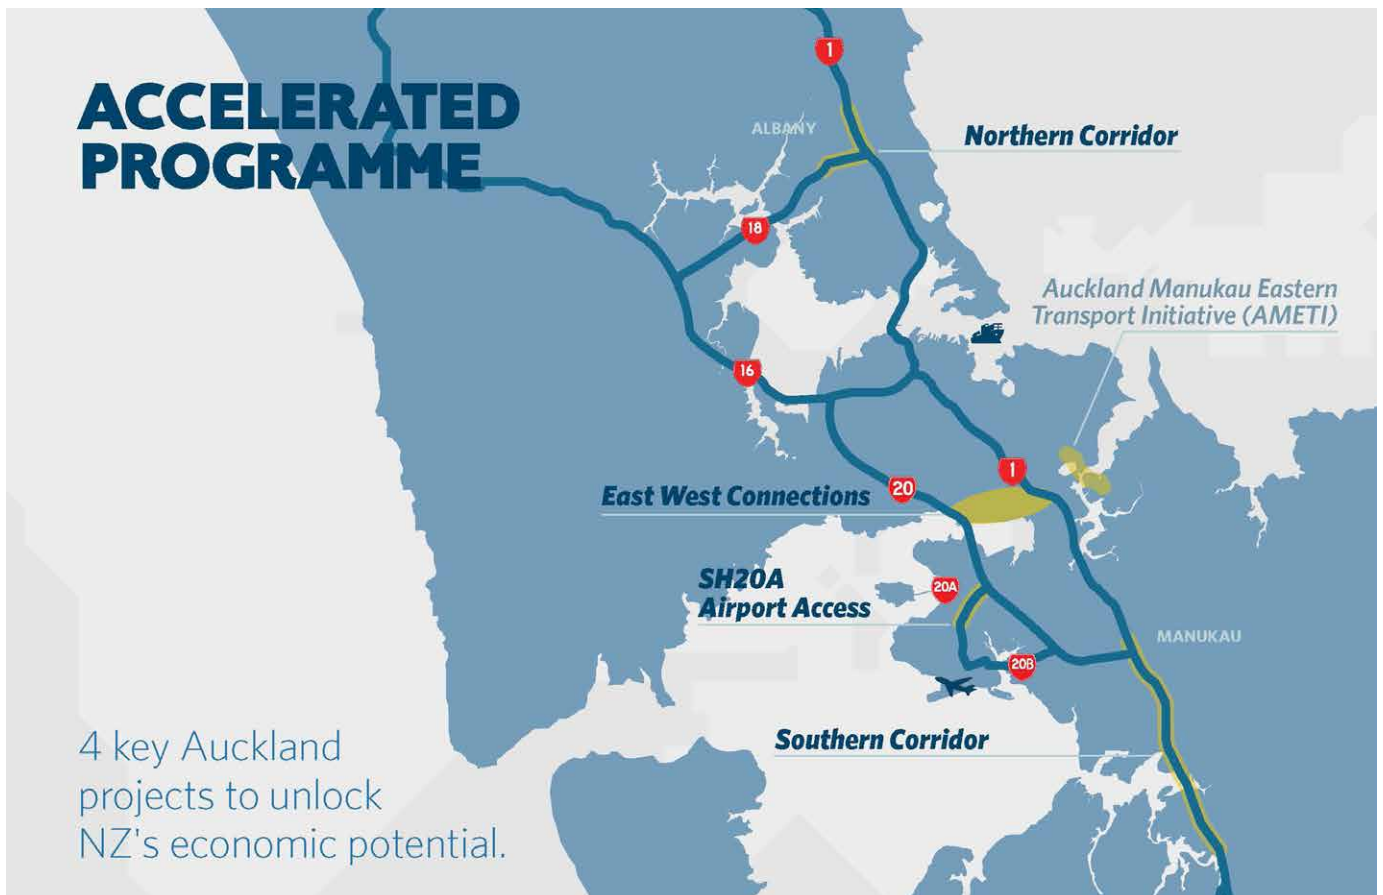 ACCELERATED
PROGRAMME
1
ALBANY
Northern Corridor
18
Auckland Manukau Eastern
Transport Initiative (AMETI)
16
1
East West Connections
20
SH20A
Airport Access
20A
MANUKAU
20B
Southern Corridor
4 key Auckland
projects to unlock
NZ's economic potential.